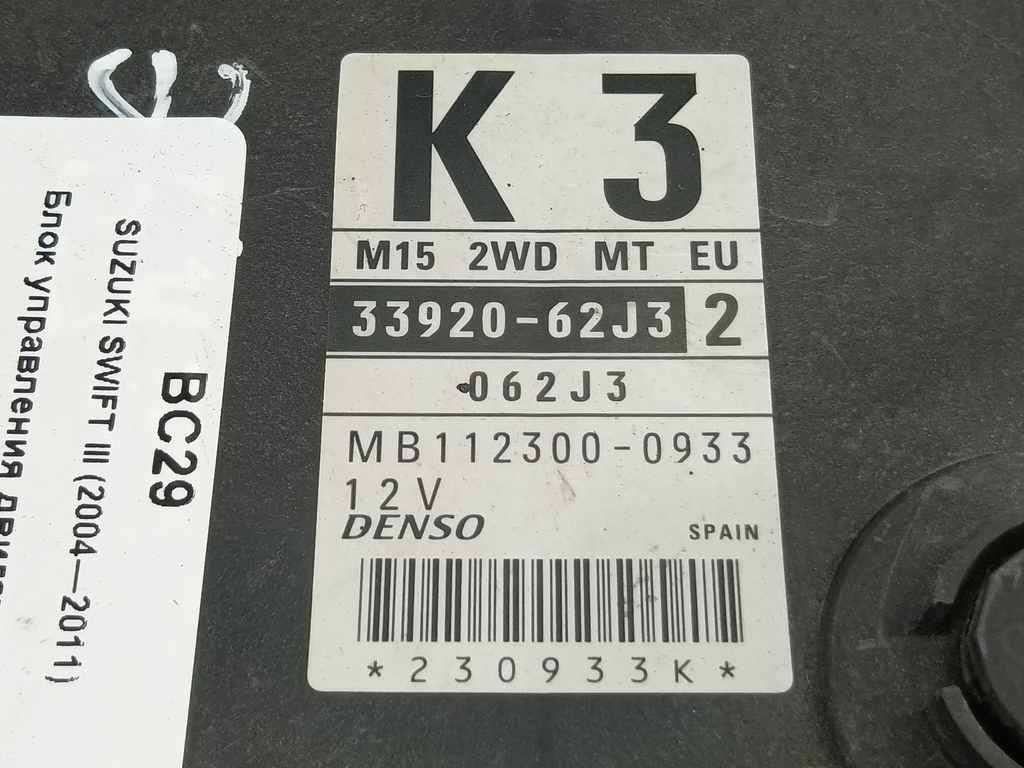 K 3
M15 2WD MT EU
33920-62J3 2
062J3
MB112300-0933
12V
DENSO SPAIN
*230933K*
BC29
SUZUKI SWIFT III (2004—2011)
Блок управления